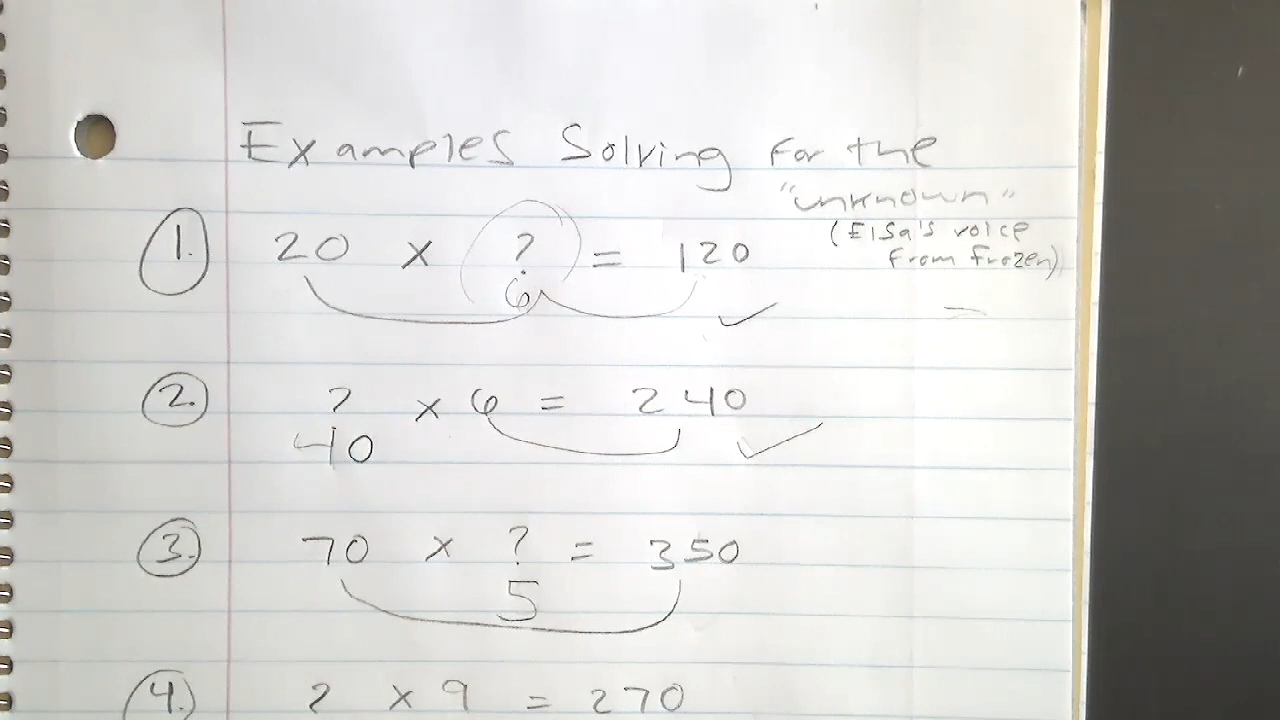 Examples Solving for the
"unknown"
(Elsa's voice
from frozen)
1. 20 x ? = 120
6
2. ? x 6 = 240
40
3. 70 x ? = 350
5
4. ? x 9 = 270